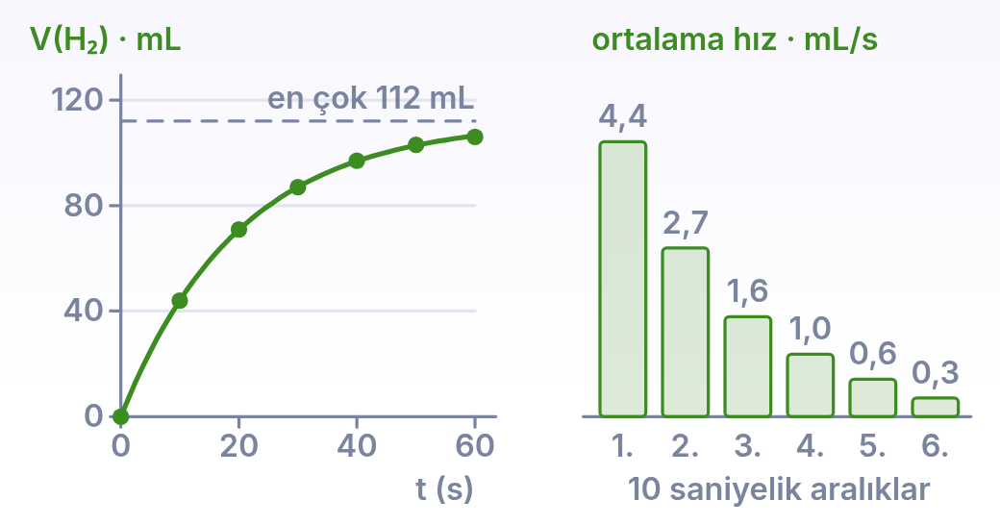 V(H₂) · mL
120
80
40
0
en çok 112 mL
0 20 40 60
t (s)
ortalama hız · mL/s
4,4
2,7
1,6
1,0
0,6
0,3
1. 2. 3. 4. 5. 6.
10 saniyelik aralıklar